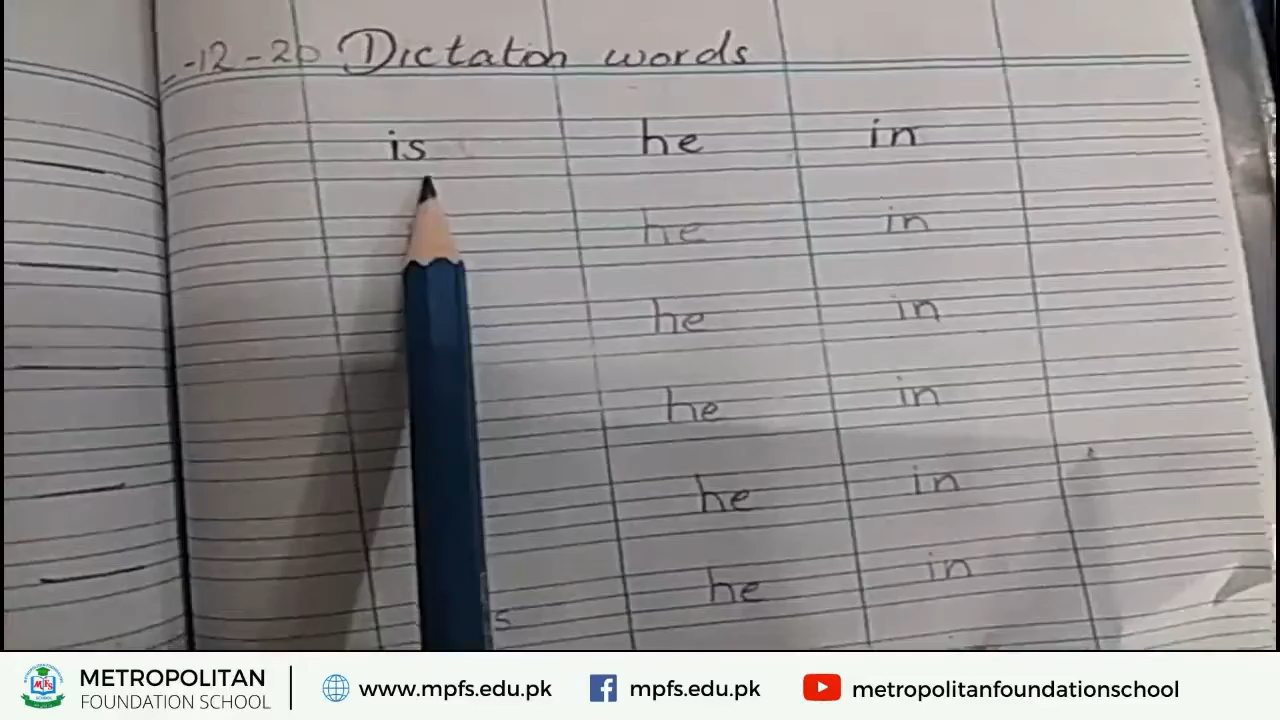 -12-20 Dictaton words
is he in
he in
he in
he in
he in
s he in
METROPOLITAN
FOUNDATION SCHOOL
www.mpfs.edu.pk
mpfs.edu.pk
metropolitanfoundationschool